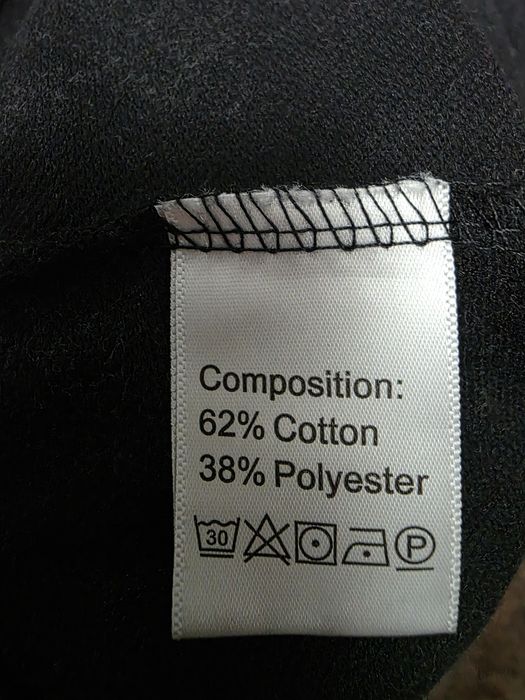 Composition:
62% Cotton
38% Polyester
30 P